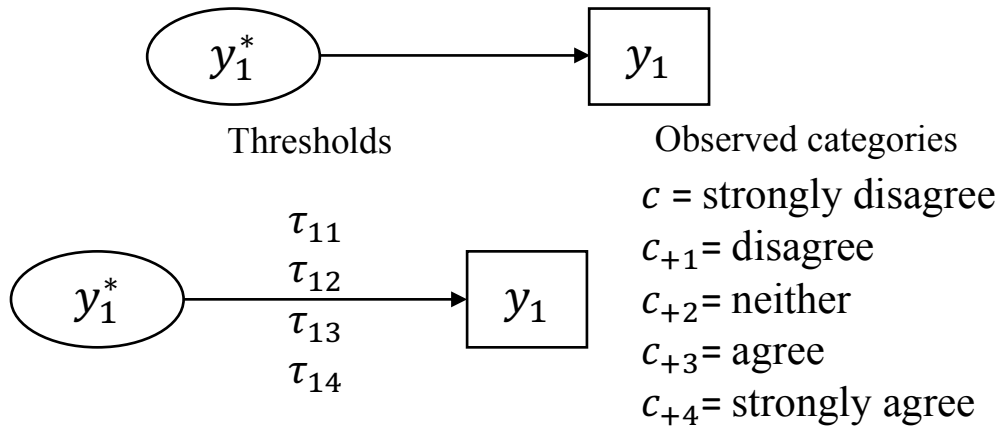 y₁* y₁
Thresholds
Observed categories
c = strongly disagree
c₊₁= disagree
c₊₂= neither
c₊₃= agree
c₊₄= strongly agree
τ₁₁
τ₁₂
y₁* y₁
τ₁₃
τ₁₄